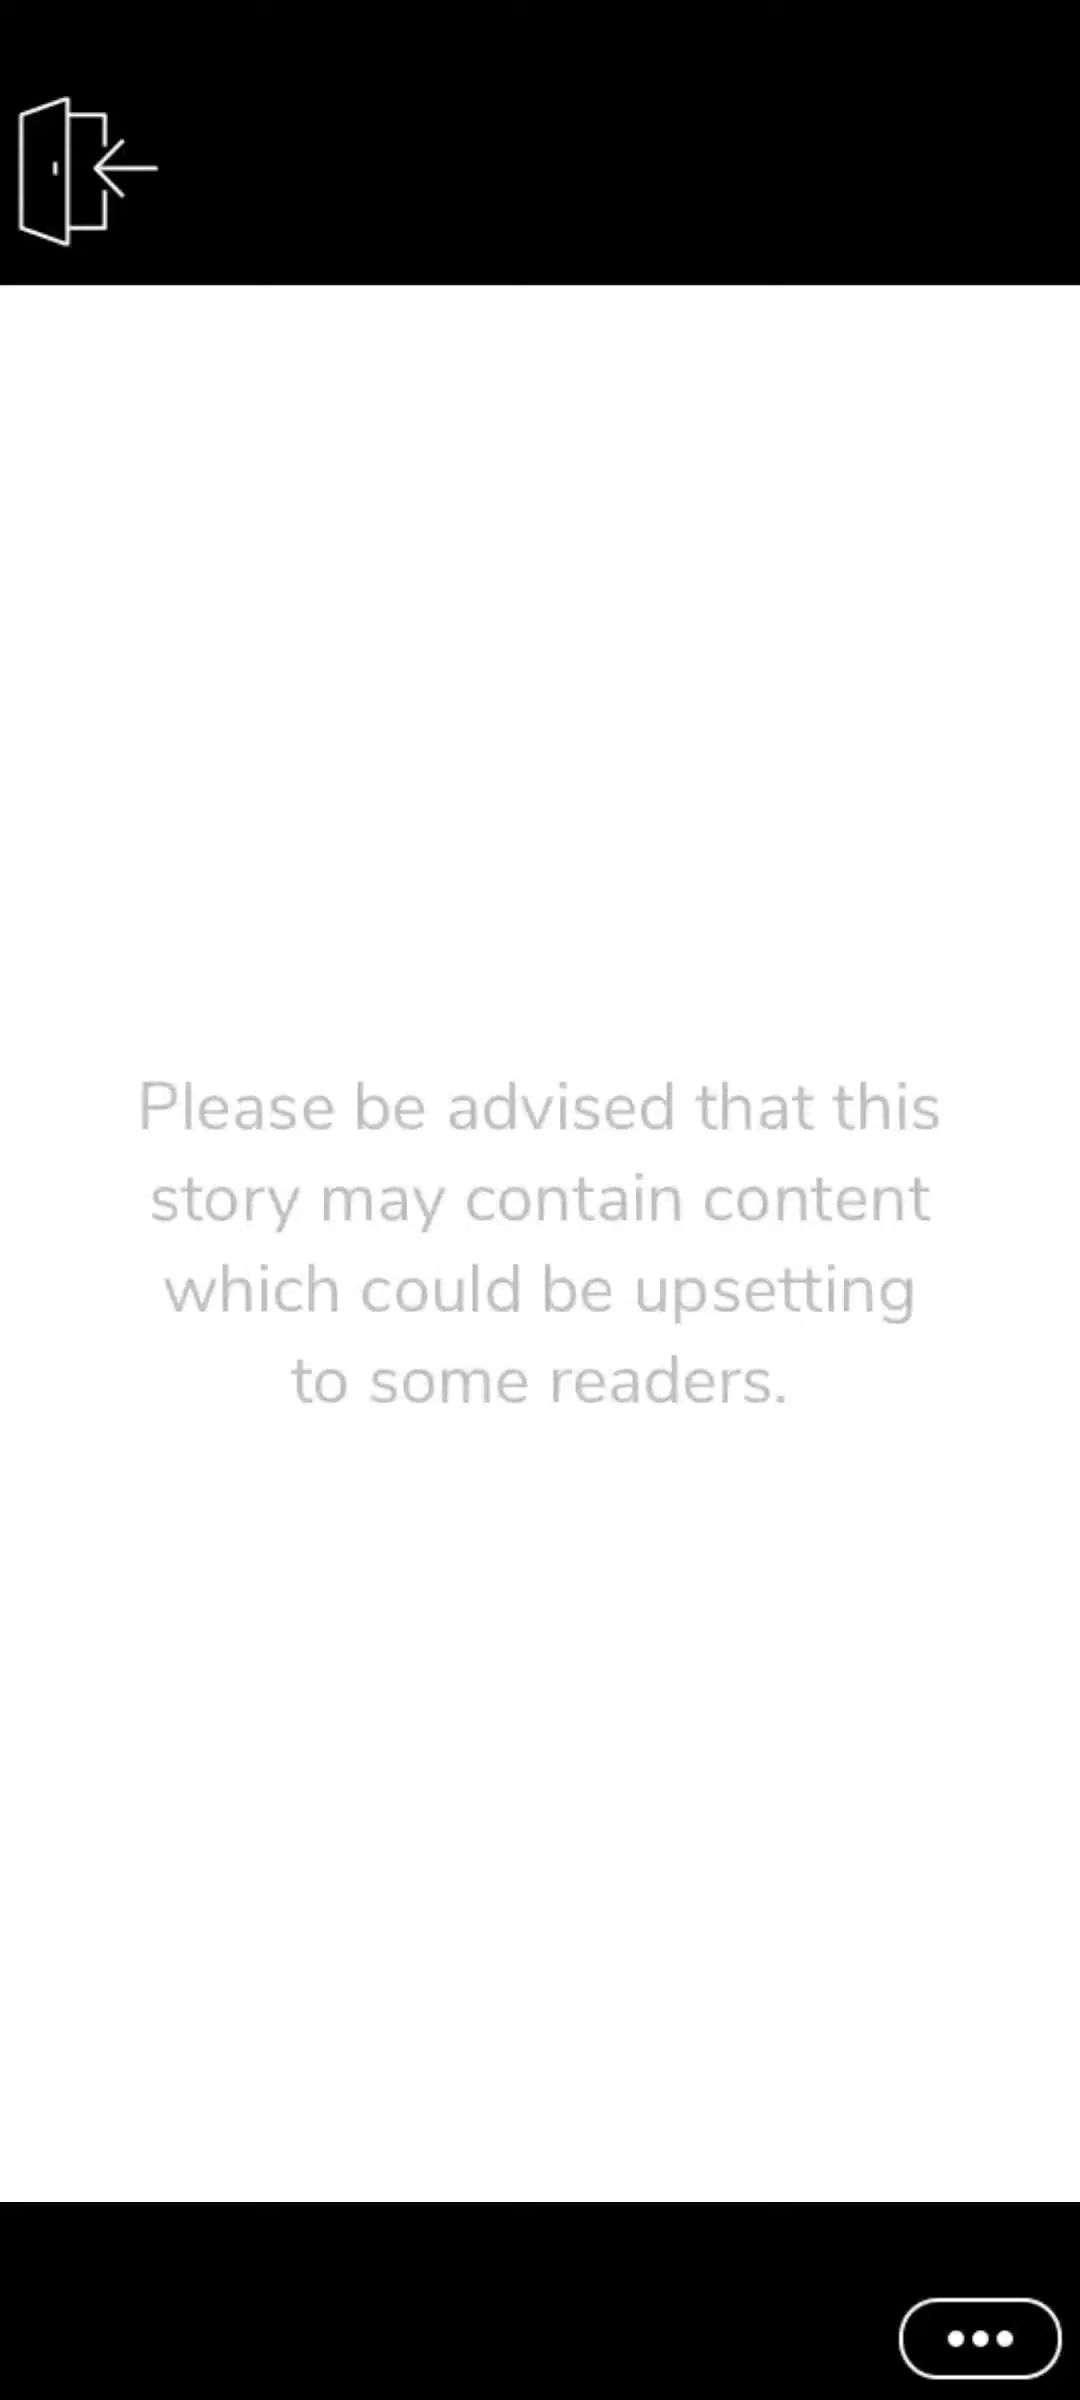 Please be advised that this
story may contain content
which could be upsetting
to some readers.